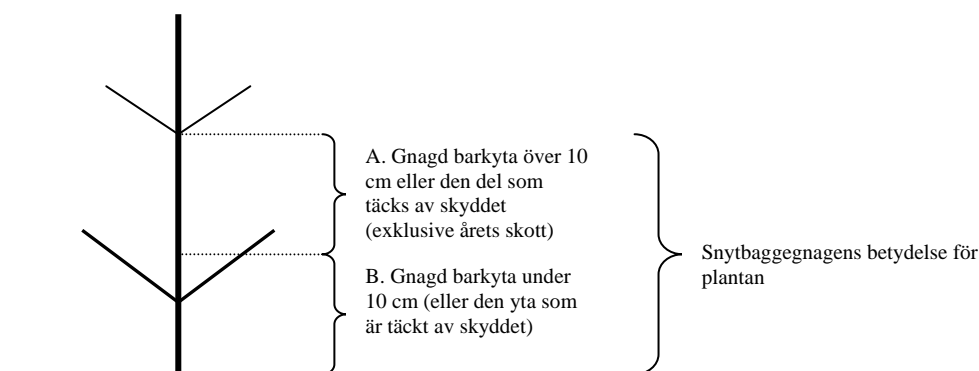 A. Gnagd barkyta över 10
cm eller den del som
täcks av skyddet
(exklusive årets skott)
B. Gnagd barkyta under
10 cm (eller den yta som
är täckt av skyddet)
Snytbaggegnagens betydelse för
plantan